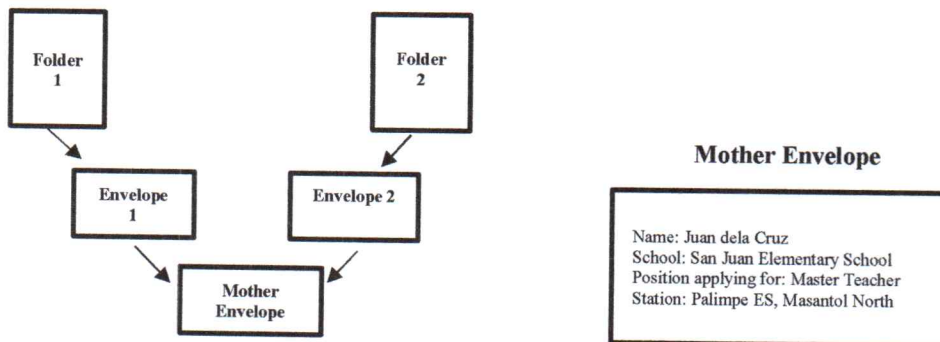 Folder
1
Folder
2
Envelope
1
Envelope 2
Mother
Envelope
Mother Envelope
Name: Juan dela Cruz
School: San Juan Elementary School
Position applying for: Master Teacher
Station: Palimpe ES, Masantol North